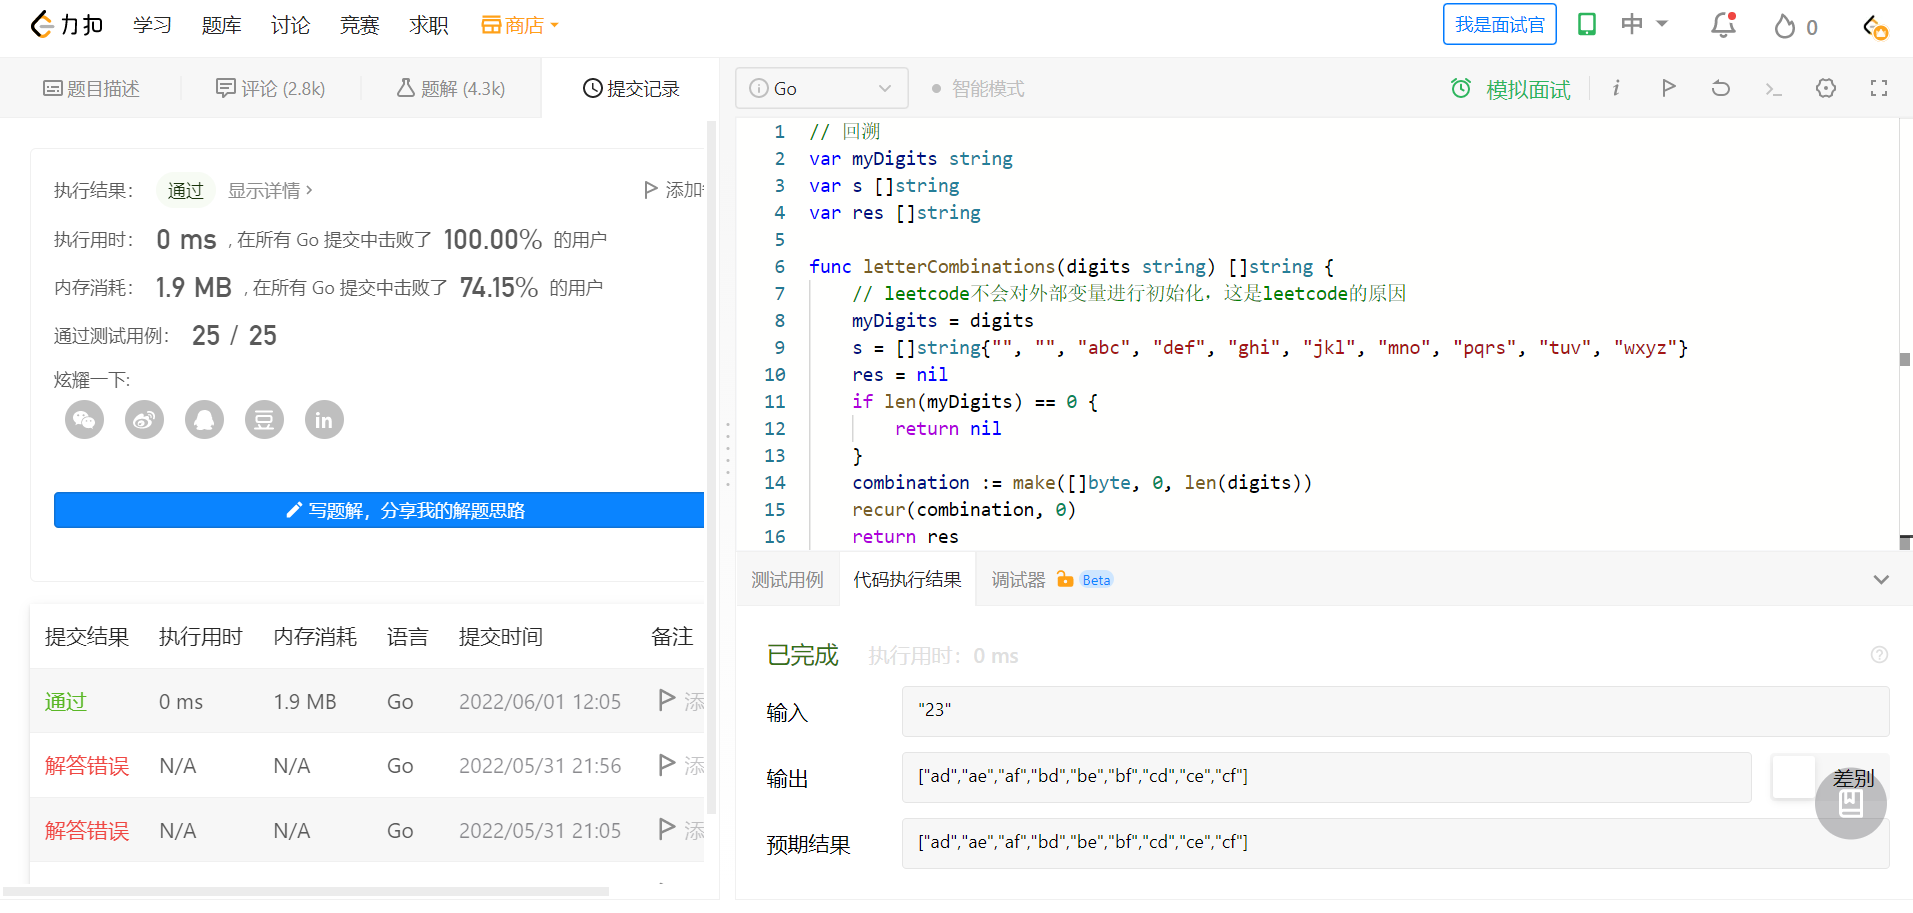 力扣 学习 题库 讨论 竞赛 求职 商店 我是面试官 中 0
题目描述 评论 (2.8k) 题解 (4.3k) 提交记录
执行结果： 通过 显示详情 >
执行用时： 0 ms , 在所有 Go 提交中击败了 100.00% 的用户
内存消耗： 1.9 MB , 在所有 Go 提交中击败了 74.15% 的用户
通过测试用例： 25 / 25
炫耀一下:
豆 in
写题解，分享我的解题思路
提交结果 执行用时 内存消耗 语言 提交时间 备注
通过 0 ms 1.9 MB Go 2022/06/01 12:05 添
解答错误 N/A N/A Go 2022/05/31 21:56 添
解答错误 N/A N/A Go 2022/05/31 21:05 添
Go 智能模式 模拟面试 i
1 // 回溯
2 var myDigits string
3 var s []string
4 var res []string
5
6 func letterCombinations(digits string) []string {
7 // leetcode不会对外部变量进行初始化，这是leetcode的原因
8 myDigits = digits
9 s = []string{"", "", "abc", "def", "ghi", "jkl", "mno", "pqrs", "tuv", "wxyz"}
10 res = nil
11 if len(myDigits) == 0 {
12 return nil
13 }
14 combination := make([]byte, 0, len(digits))
15 recur(combination, 0)
16 return res
测试用例 代码执行结果 调试器 Beta
已完成 执行用时：0 ms
输入 "23"
输出 ["ad","ae","af","bd","be","bf","cd","ce","cf"] 差别
预期结果 ["ad","ae","af","bd","be","bf","cd","ce","cf"]